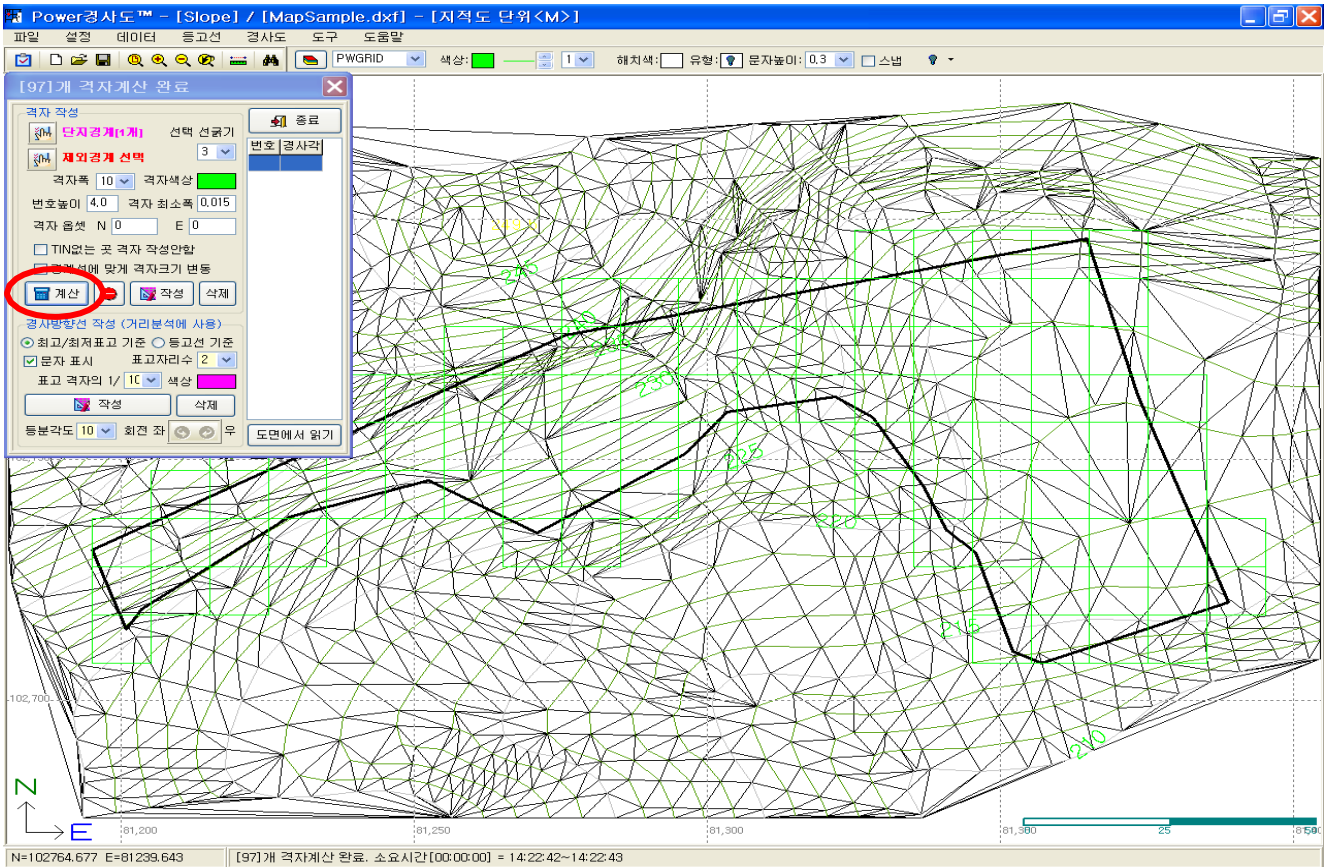 Power경사도™ - [Slope] / [MapSample.dxf] - [지적도 단위<M>]
파일 설정 데이터 등고선 경사도 도구 도움말
PWGRID 색상: 1 해치색: 유형: 문자높이: 0,3 스냅
[97]개 격자계산 완료
격자 작성
종료
단지경계[1개] 선택 선굵기
번호 경사각
제외경계 선택 3
격자폭 10 격자색상
번호높이 4,0 격자 최소폭 0,015
격자 옵셋 N 0 E 0
TIN없는 곳 격자 작성안함
경계선에 맞게 격자크기 변동
계산 작성 삭제
경사방향선 작성 (거리분석에 사용)
최고/최저표고 기준 등고선 기준
문자 표시 표고자리수 2
표고 격자의 1/ 10 색상
작성 삭제
등분각도 10 회전 좌 우 도면에서 읽기
235
230
225
220
215
210
102,700
N
E
81,200 81,250 81,300 25
N=102764.677 E=81239.643 [97]개 격자계산 완료. 소요시간[00:00:00] = 14:22:42~14:22:43